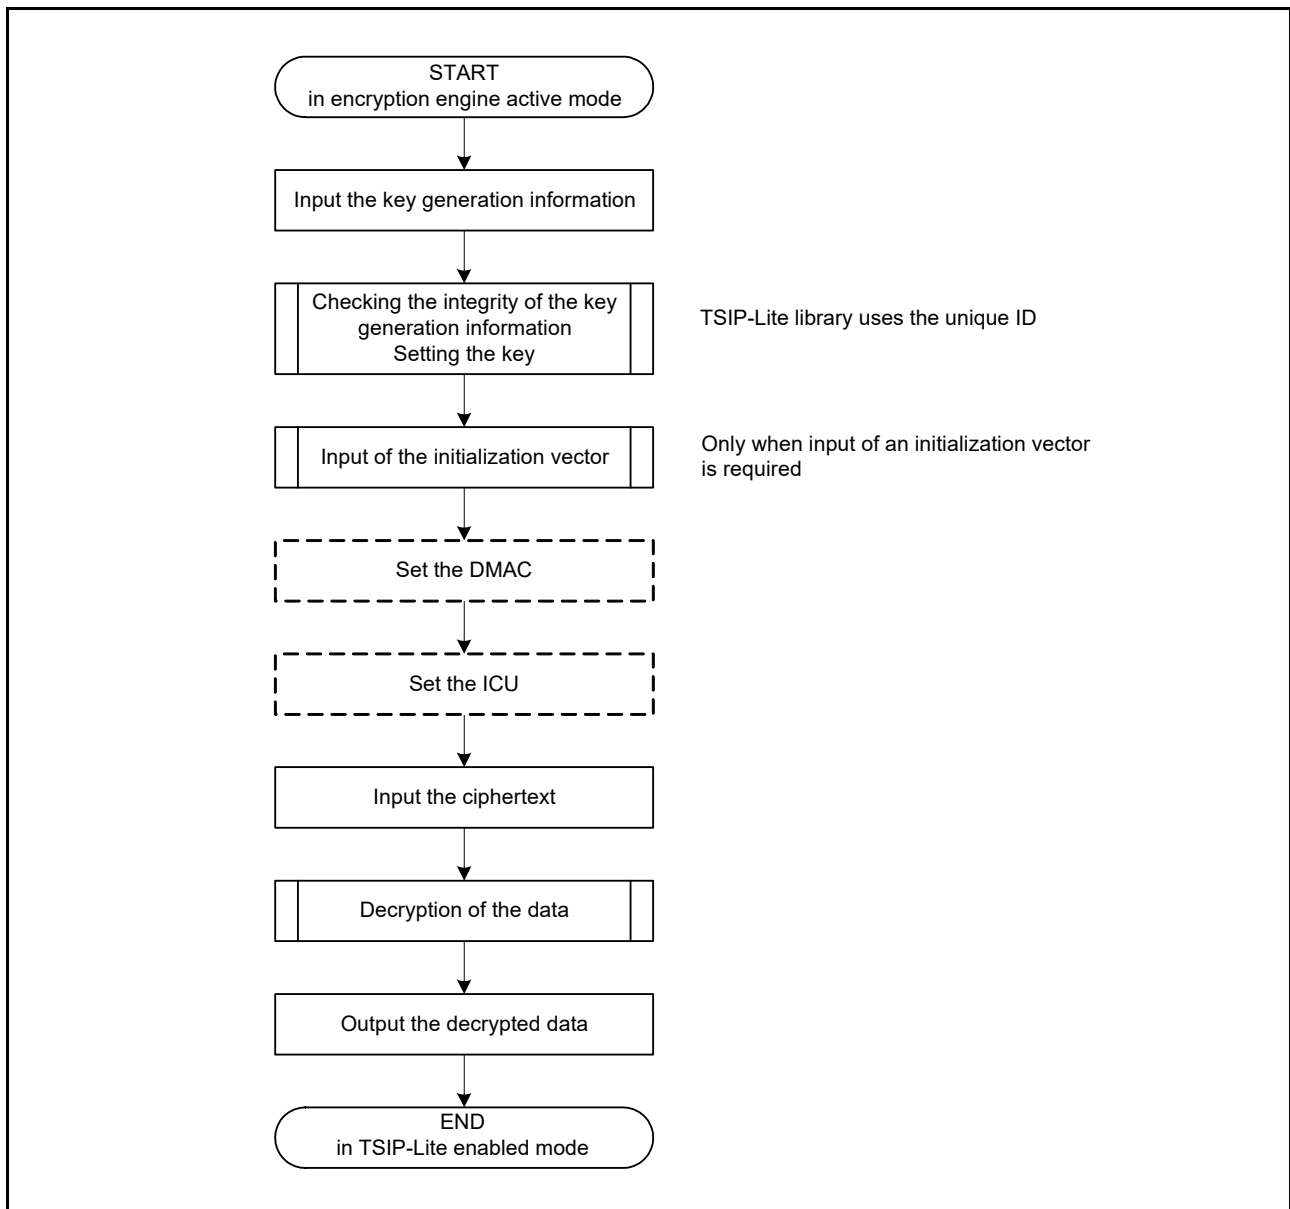 START
in encryption engine active mode
Input the key generation information
Checking the integrity of the key
generation information
Setting the key
TSIP-Lite library uses the unique ID
Input of the initialization vector
Only when input of an initialization vector
is required
Set the DMAC
Set the ICU
Input the ciphertext
Decryption of the data
Output the decrypted data
END
in TSIP-Lite enabled mode